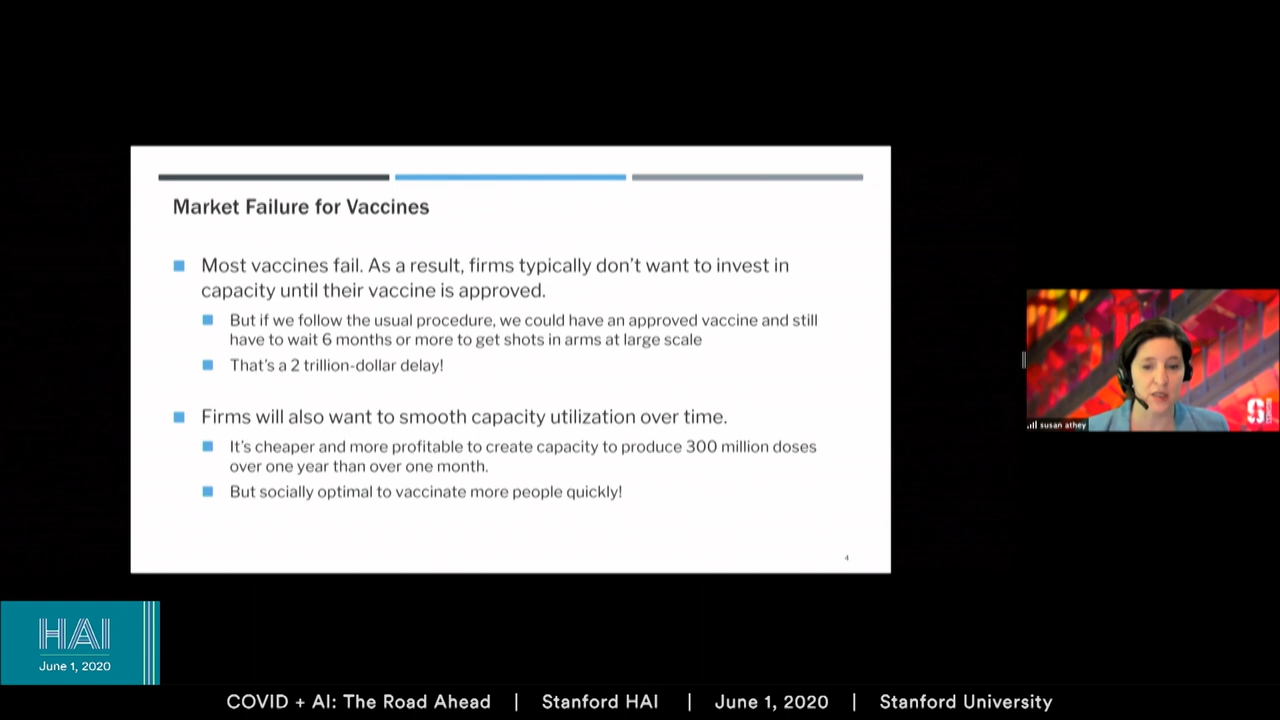 Market Failure for Vaccines
Most vaccines fail. As a result, firms typically don't want to invest in
capacity until their vaccine is approved.
But if we follow the usual procedure, we could have an approved vaccine and still
have to wait 6 months or more to get shots in arms at large scale
That's a 2 trillion-dollar delay!
Firms will also want to smooth capacity utilization over time.
It's cheaper and more profitable to create capacity to produce 300 million doses
over one year than over one month.
But socially optimal to vaccinate more people quickly!
4
susan athey
HAI
June 1, 2020
COVID + AI: The Road Ahead | Stanford HAI | June 1, 2020 | Stanford University